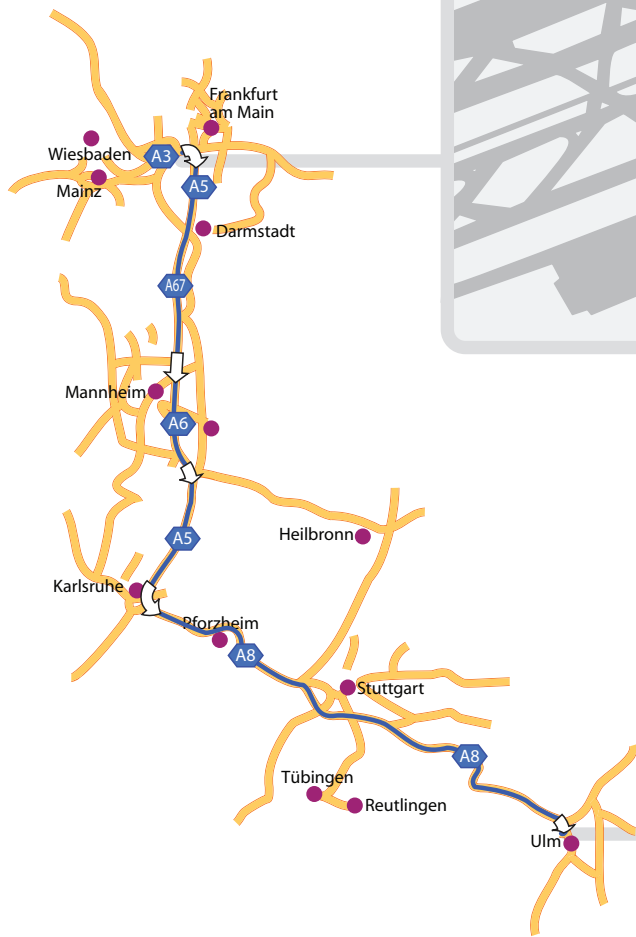 Frankfurt
am Main
Wiesbaden
A3
Mainz
A5
Darmstadt
A67
Mannheim
A6
Heilbronn
A5
Karlsruhe
Pforzheim
A8
Stuttgart
A8
Tübingen
Reutlingen
Ulm